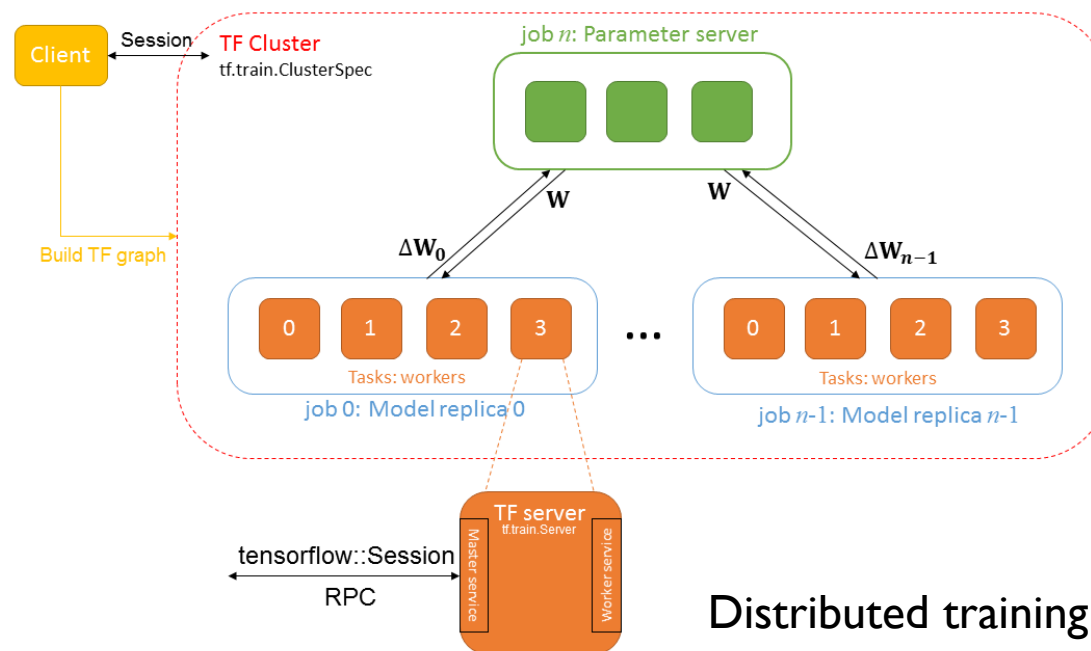 Client
Session
TF Cluster
tf.train.ClusterSpec
job n: Parameter server
W
W
ΔW₀
ΔWₙ₋₁
Build TF graph
0 1 2 3
...
0 1 2 3
Tasks: workers
Tasks: workers
job 0: Model replica 0
job n-1: Model replica n-1
TF server
tf.train.Server
Master service
Worker service
tensorflow::Session
RPC
Distributed training